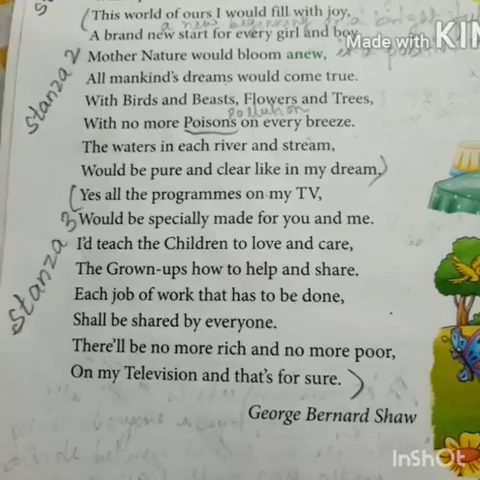 (This world of ours I would fill with joy,
a new beginning of a bright
A brand new start for every girl and boy
Made with KIN
Stanza 2
Mother Nature would bloom anew,
All mankind's dreams would come true.
With Birds and Beasts, Flowers and Trees,
Pollution
With no more Poisons on every breeze.
The waters in each river and stream,
Would be pure and clear like in my dream,)
Stanza 3
(Yes all the programmes on my TV,
Would be specially made for you and me.
I'd teach the Children to love and care,
The Grown-ups how to help and share.
Each job of work that has to be done,
Shall be shared by everyone.
There'll be no more rich and no more poor,
On my Television and that's for sure.)
George Bernard Shaw
InShOt